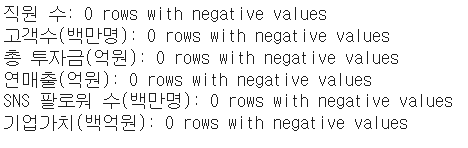 직원 수: 0 rows with negative values
고객수(백만명): 0 rows with negative values
총 투자금(억원): 0 rows with negative values
연매출(억원): 0 rows with negative values
SNS 팔로워 수(백만명): 0 rows with negative values
기업가치(백억원): 0 rows with negative values